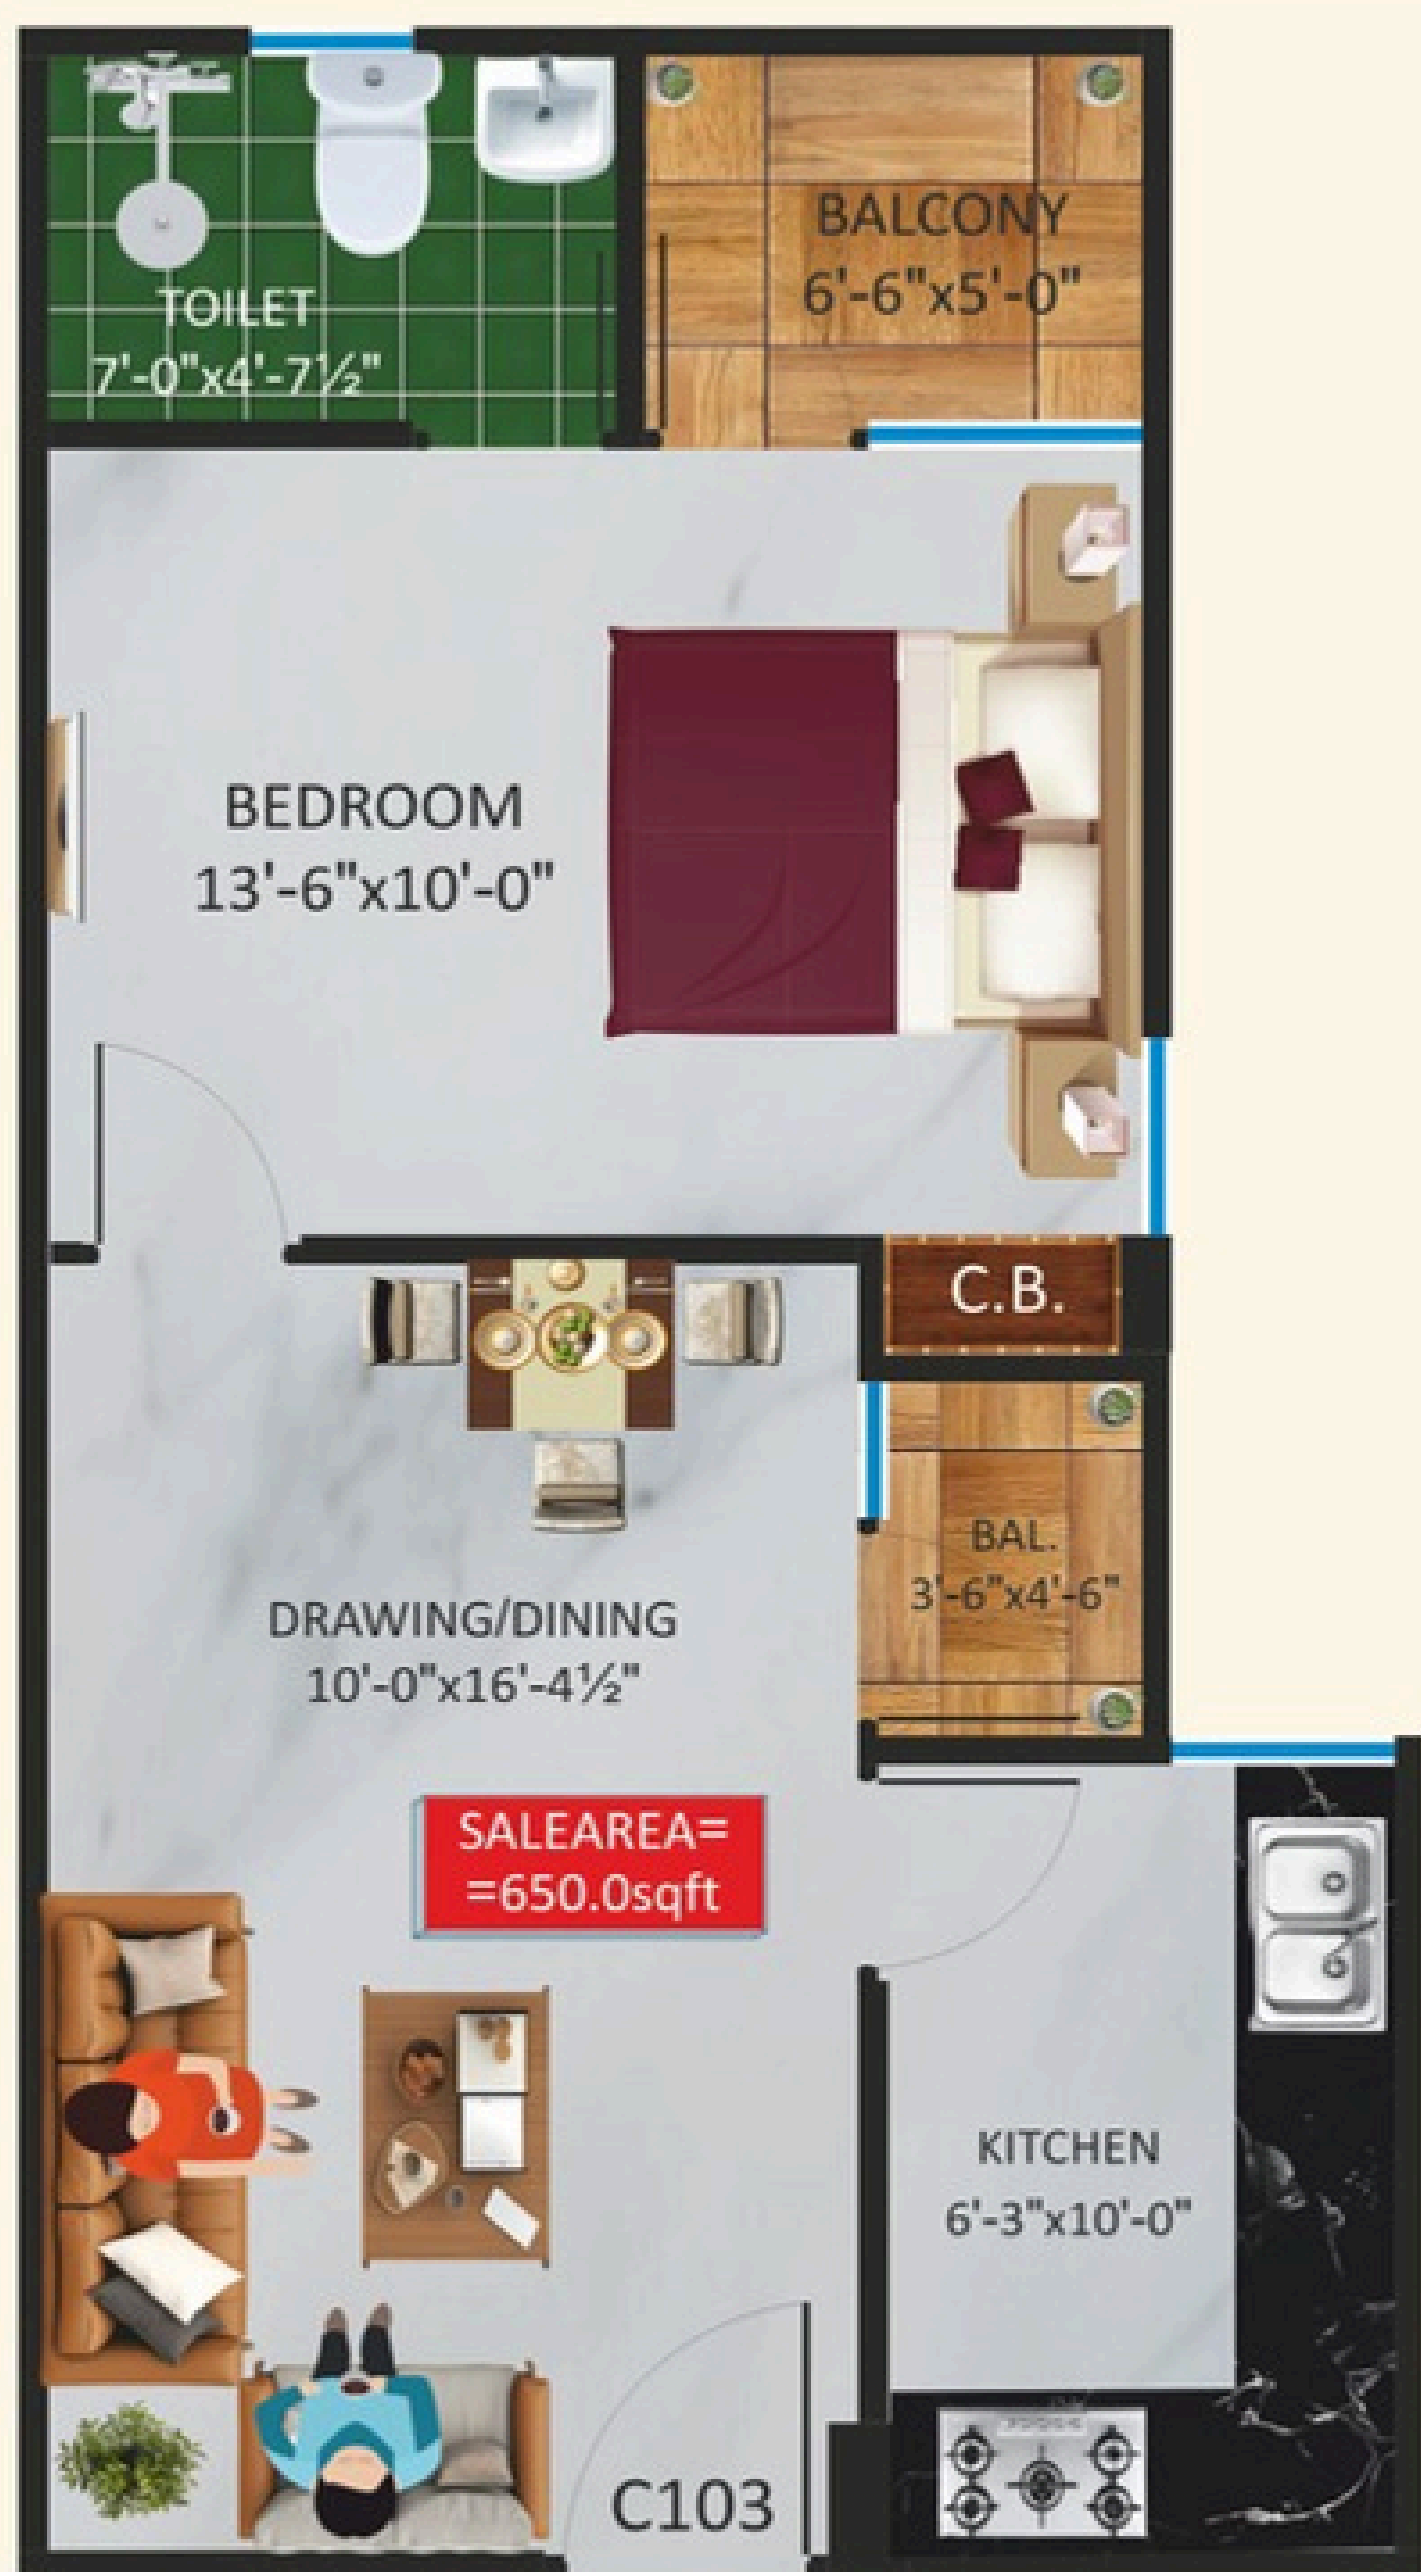 BALCONY
6'-6"x5'-0"
TOILET
7'-0"x4'-7½"
BEDROOM
13'-6"x10'-0"
C.B.
BAL.
3'-6"x4'-6"
DRAWING/DINING
10'-0"x16'-4½"
SALEAREA=
=650.0sqft
KITCHEN
6'-3"x10'-0"
C103